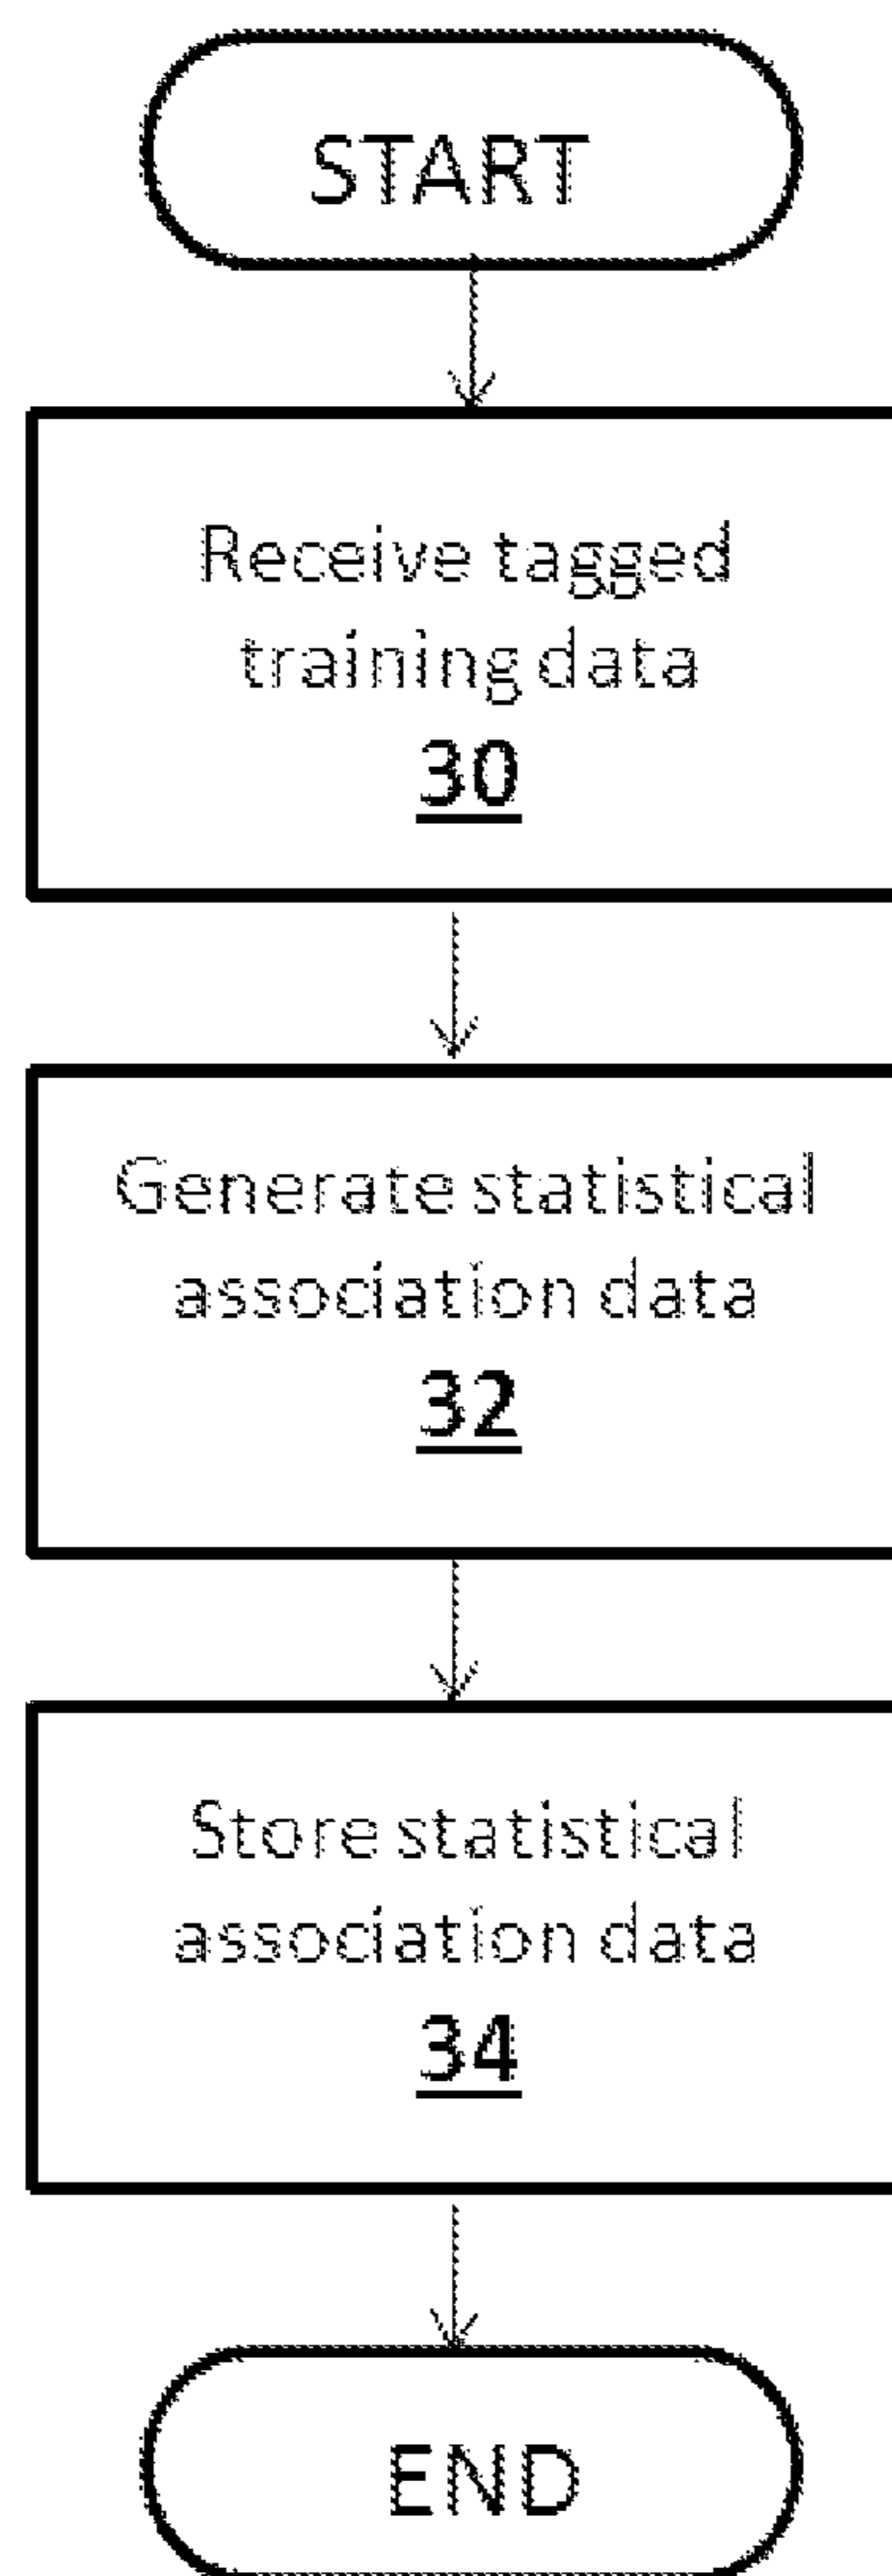 START
Receive tagged
training data
30
Generate statistical
association data
32
Store statistical
association data
34
END